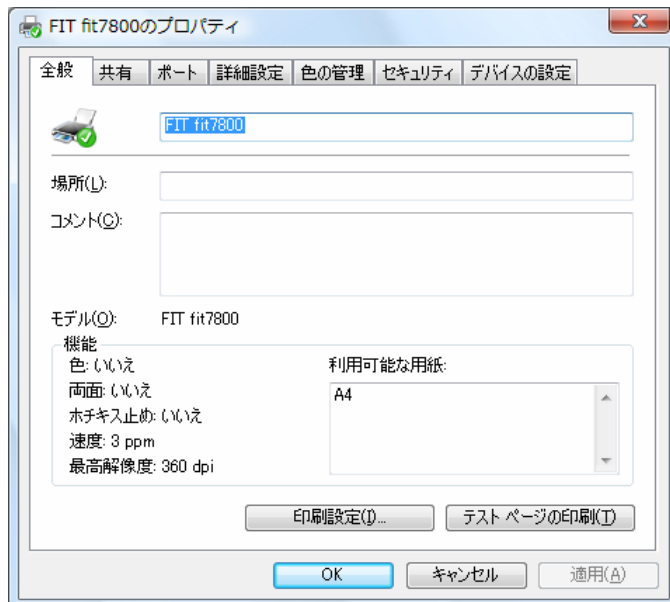 FIT fit7800のプロパティ
全般 共有 ポート 詳細設定 色の管理 セキュリティ デバイスの設定
FIT fit7800
場所(L):
コメント(C):
モデル(O): FIT fit7800
機能
色: いいえ
両面: いいえ
ホチキス止め: いいえ
速度: 3 ppm
最高解像度: 360 dpi
利用可能な用紙:
A4
印刷設定(I)... テスト ページの印刷(T)
OK キャンセル 適用(A)